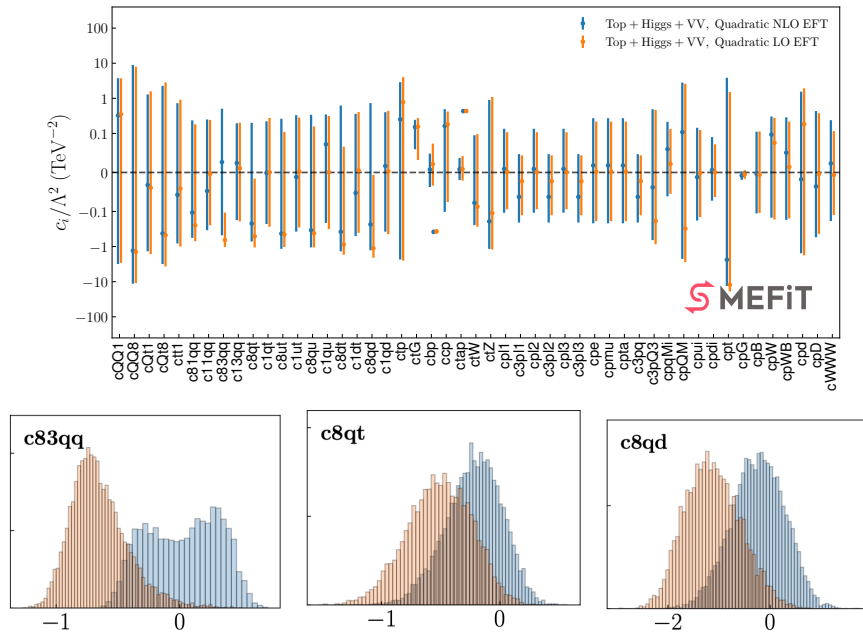 100
10
1
0.1
0
−0.1
−1
−10
−100
c_i/Λ² (TeV⁻²)
Top + Higgs + VV, Quadratic NLO EFT
Top + Higgs + VV, Quadratic LO EFT
SMEFiT
cQQ1
cQQ8
cQt1
cQt8
ctt1
c81qq
c11qq
c83qq
c13qq
c8qt
c1qt
c8ut
c1ut
c8qu
c1qu
c8dt
c1dt
c8qd
c1qd
ctp
ctG
cbp
ccp
ctap
ctW
ctZ
cpl1
c3pl1
cpl2
c3pl2
cpl3
c3pl3
cpe
cpmu
cpta
c3pq
c3pQ3
cpqMi
cpQM
cpui
cpdi
cpt
cpG
cpB
cpW
cpWB
cpd
cpD
cWWW
c83qq
−1 0
c8qt
−1 0
c8qd
−2 0